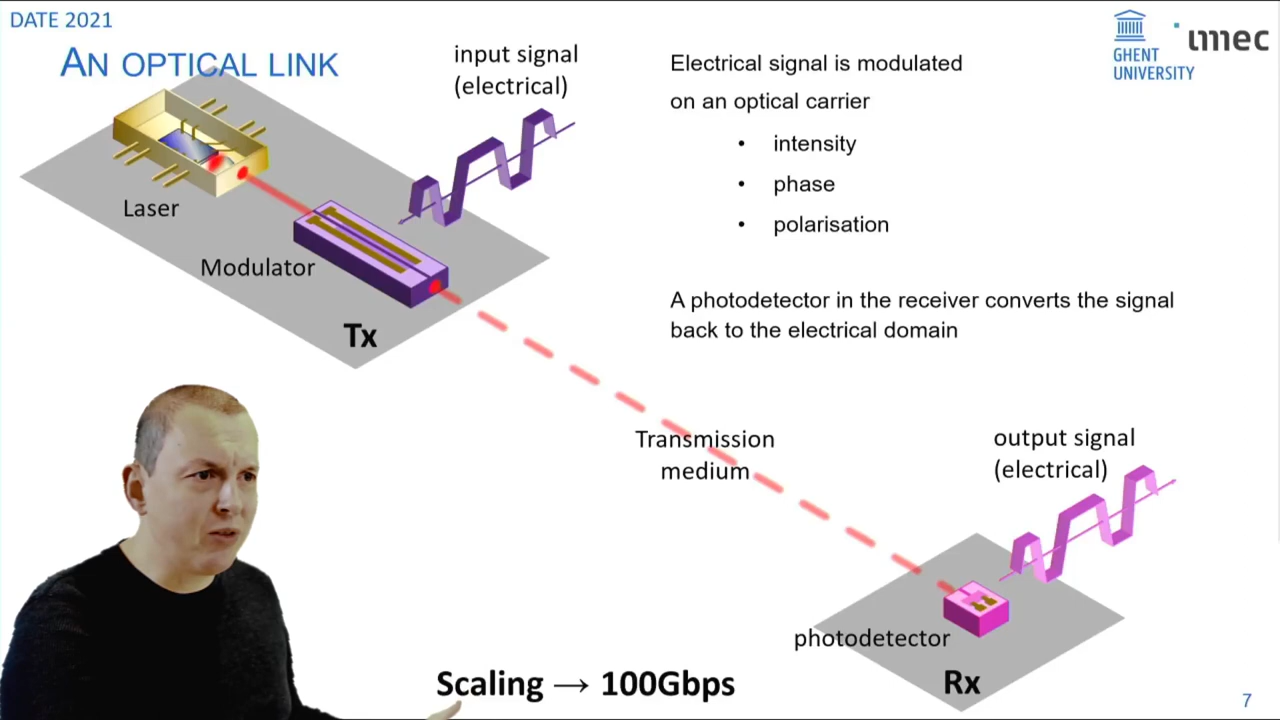 DATE 2021
AN OPTICAL LINK
input signal
(electrical)
Electrical signal is modulated
on an optical carrier
• intensity
• phase
• polarisation
GHENT
UNIVERSITY
imec
Laser
Modulator
Tx
A photodetector in the receiver converts the signal
back to the electrical domain
Transmission
medium
output signal
(electrical)
photodetector
Rx
Scaling → 100Gbps
7